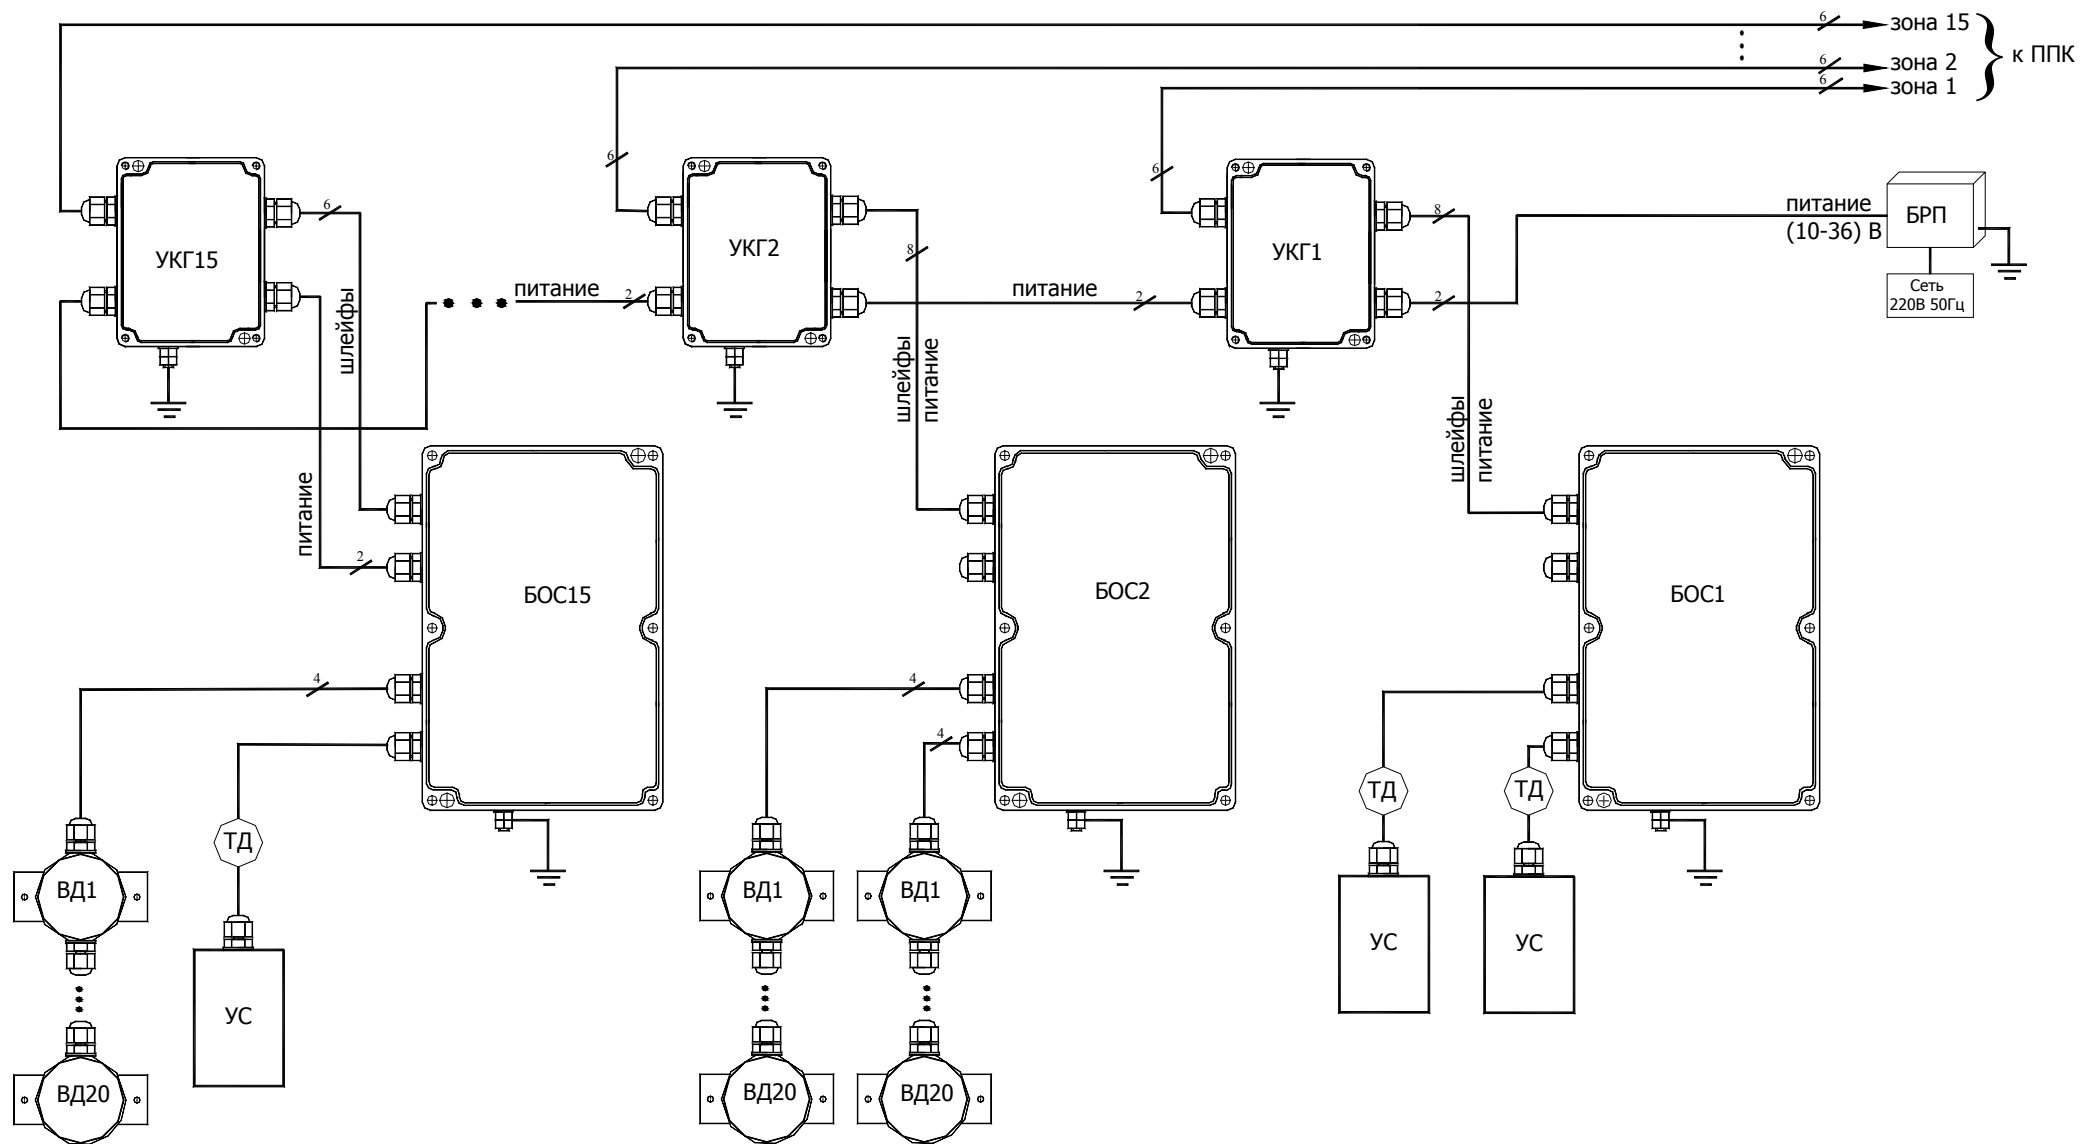 6
зона 15
6
зона 2
к ППК
6
зона 1
6
6
6
8
8
питание
(10-36) В
БРП
УКГ15
УКГ2
УКГ1
Сеть
220В 50Гц
питание
2
питание
2
2
шлейфы
шлейфы
питание
шлейфы
питание
питание
2
БОС15
БОС2
БОС1
4
4
4
ТД
ТД
ТД
ВД1
ВД1
ВД1
УС
УС
УС
ВД20
ВД20
ВД20